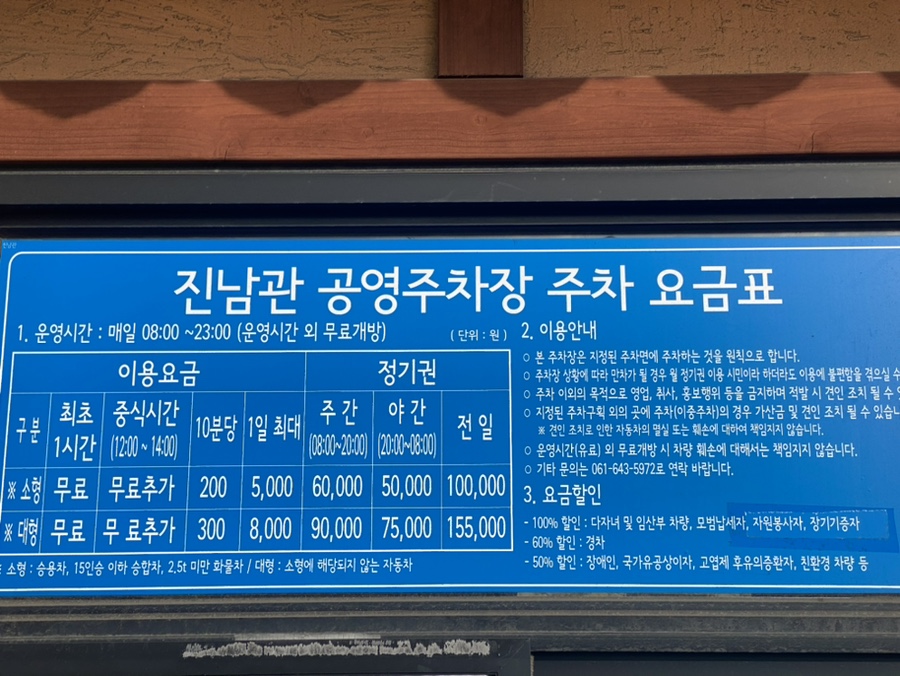 진남관 공영주차장 주차 요금표
1. 운영시간 : 매일 08:00 ~23:00 (운영시간 외 무료개방)
( 단위 : 원 )
이용요금 정기권
구분 최초 1시간 중식시간 (12:00 ~ 14:00) 10분당 1일 최대 주 간 (08:00~20:00) 야 간 (20:00~08:00) 전 일
※ 소형 무료 무료추가 200 5,000 60,000 50,000 100,000
※ 대형 무료 무 료추가 300 8,000 90,000 75,000 155,000
소형 : 승용차, 15인승 이하 승합차, 2.5t 미만 화물차 / 대형 : 소형에 해당되지 않는 자동차
2. 이용안내
○ 본 주차장은 지정된 주차면에 주차하는 것을 원칙으로 합니다.
○ 주차장 상황에 따라 만차가 될 경우 월 정기권 이용 시민이라 하더라도 이용에 불편함을 겪으실 수
○ 주차 이외의 목적으로 영업, 취사, 홍보행위 등을 금지하며 적발 시 견인 조치 될 수
○ 지정된 주차구획 외의 곳에 주차(이중주차)의 경우 가산금 및 견인 조치 될 수 있습니
※ 견인 조치로 인한 자동차의 멸실 또는 훼손에 대하여 책임지지 않습니다.
○ 운영시간(유료) 외 무료개방 시 차량 훼손에 대해서는 책임지지 않습니다.
○ 기타 문의는 061-643-5972로 연락 바랍니다.
3. 요금할인
- 100% 할인 : 다자녀 및 임산부 차량, 모범납세자, 자원봉사자, 장기기증자
- 60% 할인 : 경차
- 50% 할인 : 장애인, 국가유공상이자, 고엽제 후유의증환자, 친환경 차량 등